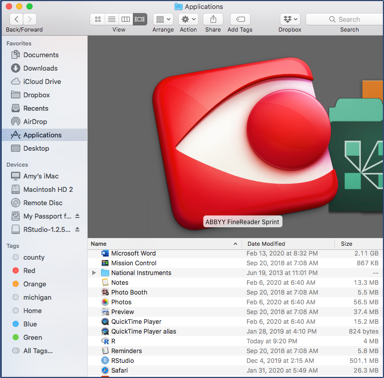 Applications
Back/Forward View Arrange Action Share Add Tags Dropbox Search
Search
Favorites
Documents
Downloads
iCloud Drive
Dropbox
Recents
AirDrop
Applications
Desktop
Devices
Amy's iMac
Macintosh HD 2
Remote Disc
My Passport f...
RStudio-1.2.5...
Tags
county
Red
Orange
michigan
Home
Blue
Green
All Tags...
ABBYY FineReader Sprint
Name Date Modified Size
Microsoft Word Feb 13, 2020 at 8:32 PM 2.11 GB
Mission Control Sep 20, 2018 at 7:08 AM 867 KB
National Instruments Jun 19, 2013 at 11:01 PM --
Notes Feb 6, 2020 at 6:40 AM 13.3 MB
Photo Booth Sep 20, 2018 at 7:08 AM 5.5 MB
Photos Feb 6, 2020 at 6:40 AM 56.5 MB
Preview Sep 20, 2018 at 7:08 AM 37.4 MB
QuickTime Player Feb 6, 2020 at 6:40 AM 15.2 MB
QuickTime Player alias Jan 28, 2019 at 4:10 PM 824 bytes
R Today at 9:20 PM 4 MB
Reminders Sep 20, 2018 at 7:08 AM 5.8 MB
RStudio Dec 4, 2019 at 2:15 AM 501.1 MB
Safari Jan 31, 2020 at 5:49 AM 26.3 MB